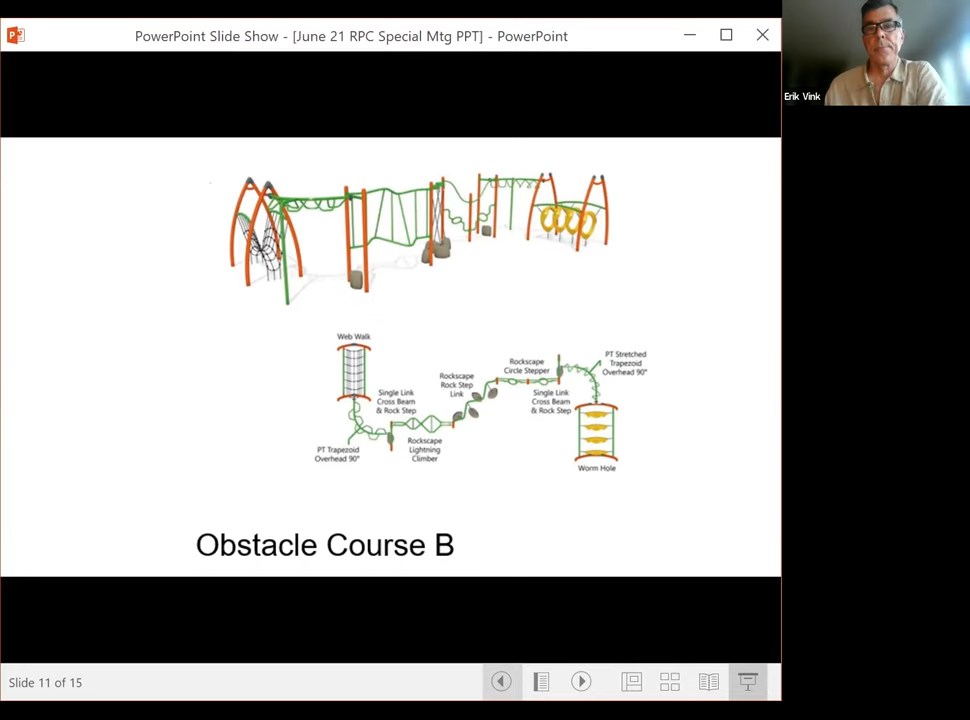 PowerPoint Slide Show - [June 21 RPC Special Mtg PPT] - PowerPoint
Erik Vink
Web Walk
Single Link
Cross Beam
& Rock Step
PT Trapezoid
Overhead 90°
Rockscape
Lightning
Climber
Rockscape
Rock Step
Link
Rockscape
Circle Stepper
Single Link
Cross Beam
& Rock Step
PT Stretched
Trapezoid
Overhead 90°
Worm Hole
Obstacle Course B
Slide 11 of 15